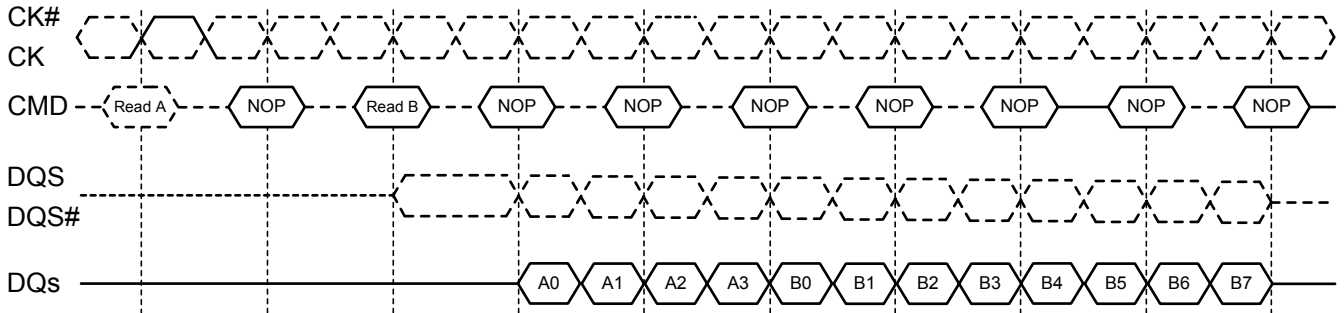 CK#
CK
CMD Read A NOP Read B NOP NOP NOP NOP NOP NOP NOP
DQS
DQS#
DQs A0 A1 A2 A3 B0 B1 B2 B3 B4 B5 B6 B7